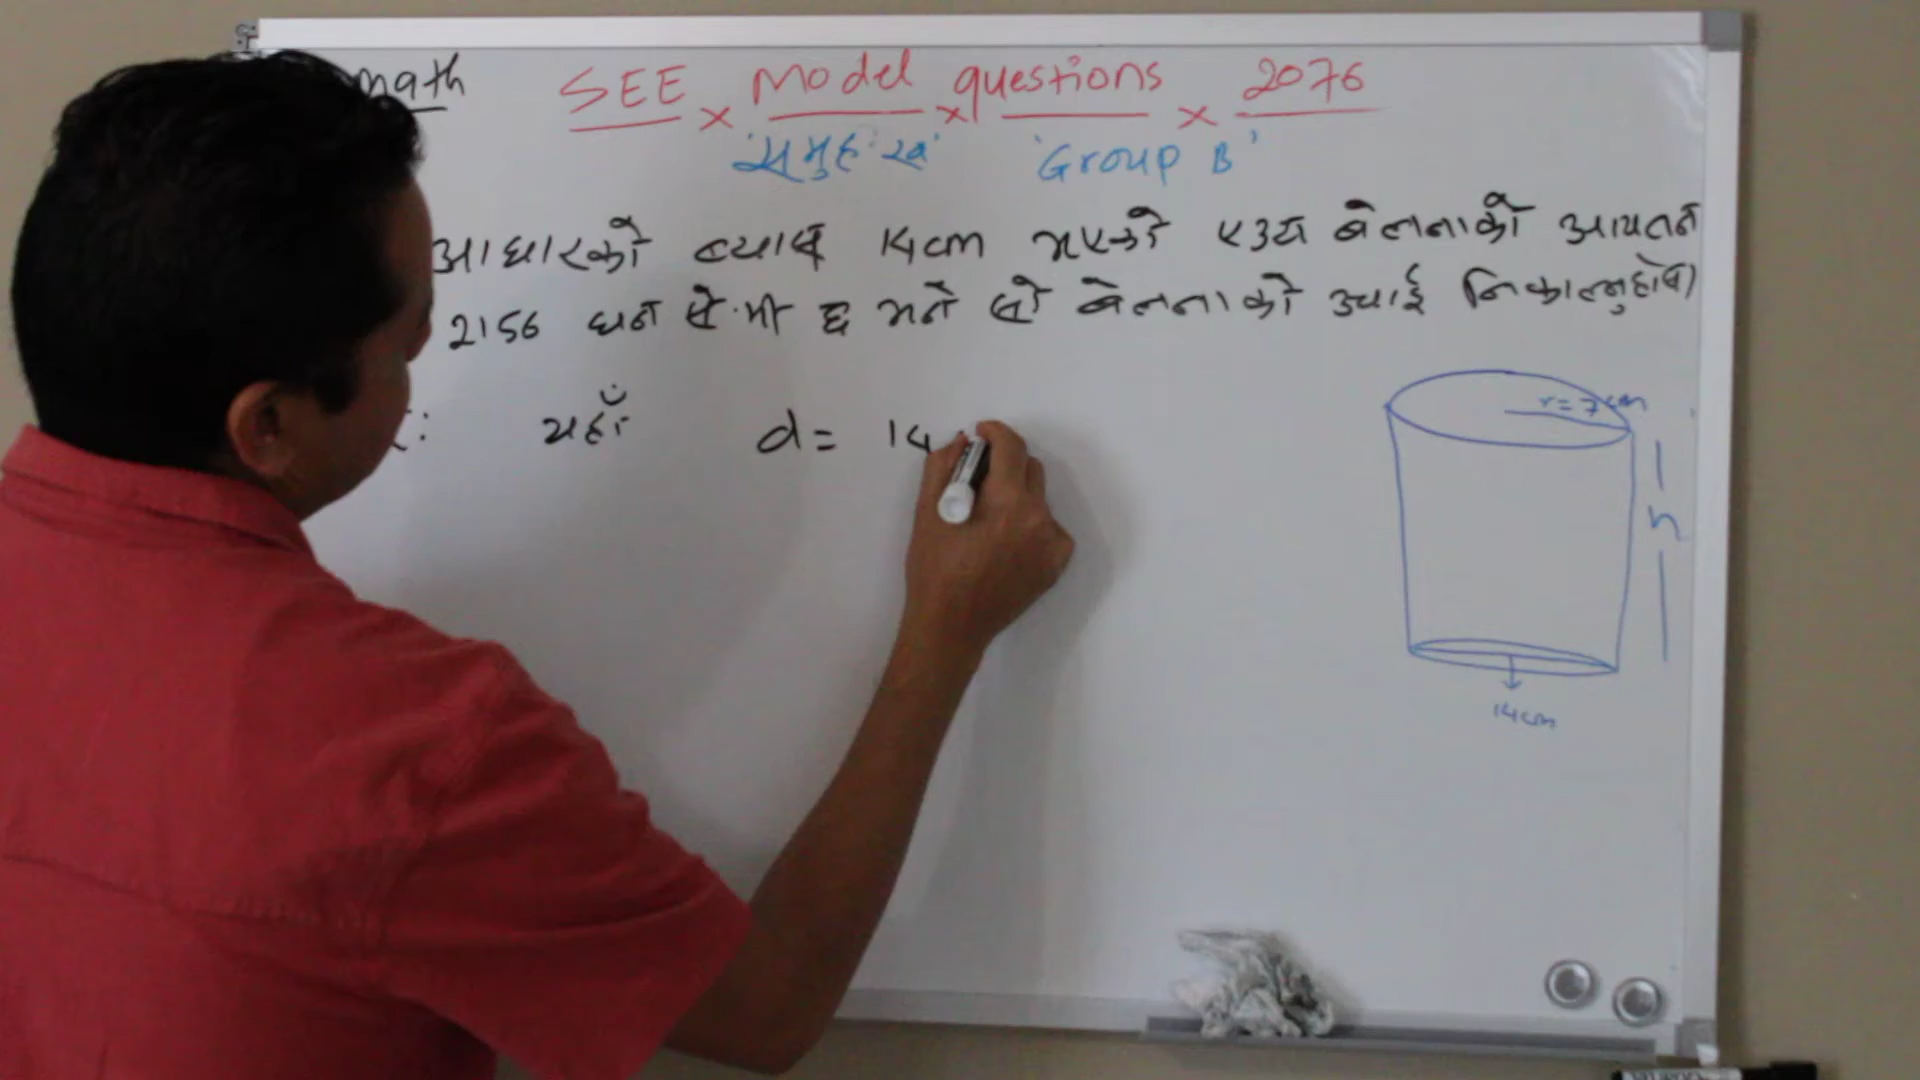 math
SEE × Model × questions × 2076
'समुह: ख' 'Group B'
आधारको व्यास 14cm भएको एउटा बेलनाको आयतन
2156 घन से.मी छ भने सो बेलनाको उचाई निकाल्नुहोस्।
यहाँ d= 14
r=7cm
h
14cm